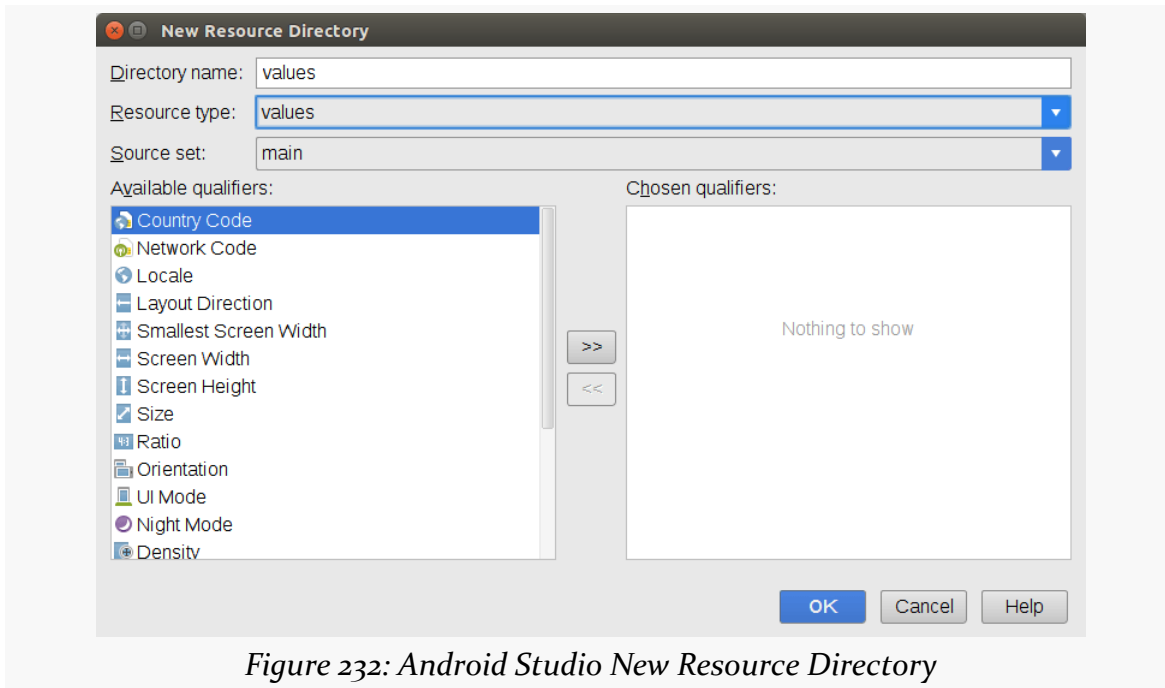 New Resource Directory
Directory name: values
Resource type: values
Source set: main
Available qualifiers:
Country Code
Network Code
Locale
Layout Direction
Smallest Screen Width
Screen Width
Screen Height
Size
Ratio
Orientation
UI Mode
Night Mode
Density
>>
<<
Chosen qualifiers:
Nothing to show
OK Cancel Help
Figure 232: Android Studio New Resource Directory